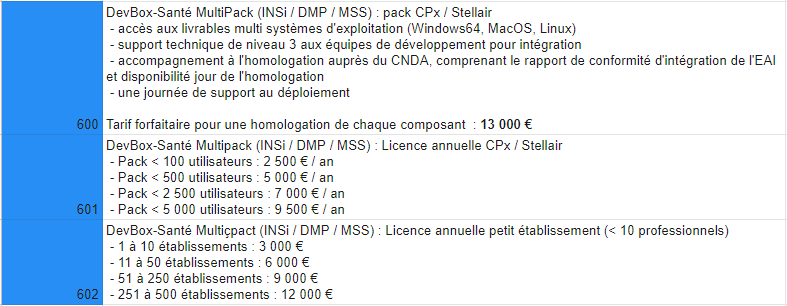 DevBox-Santé MultiPack (INSi / DMP / MSS) : pack CPx / Stellair
- accès aux livrables multi systèmes d'exploitation (Windows64, MacOS, Linux)
- support technique de niveau 3 aux équipes de développement pour intégration
- accompagnement à l'homologation auprès du CNDA, comprenant le rapport de conformité d'intégration de l'EAI
et disponibilité jour de l'homologation
- une journée de support au déploiement
600 Tarif forfaitaire pour une homologation de chaque composant : 13 000 €
DevBox-Santé Multipack (INSi / DMP / MSS) : Licence annuelle CPx / Stellair
- Pack < 100 utilisateurs : 2 500 € / an
- Pack < 500 utilisateurs : 5 000 € / an
- Pack < 2 500 utilisateurs : 7 000 € / an
601 - Pack < 5 000 utilisateurs : 9 500 € / an
DevBox-Santé Multiçpact (INSi / DMP / MSS) : Licence annuelle petit établissement (< 10 professionnels)
- 1 à 10 établissements : 3 000 €
- 11 à 50 établissements : 6 000 €
- 51 à 250 établissements : 9 000 €
602 - 251 à 500 établissements : 12 000 €